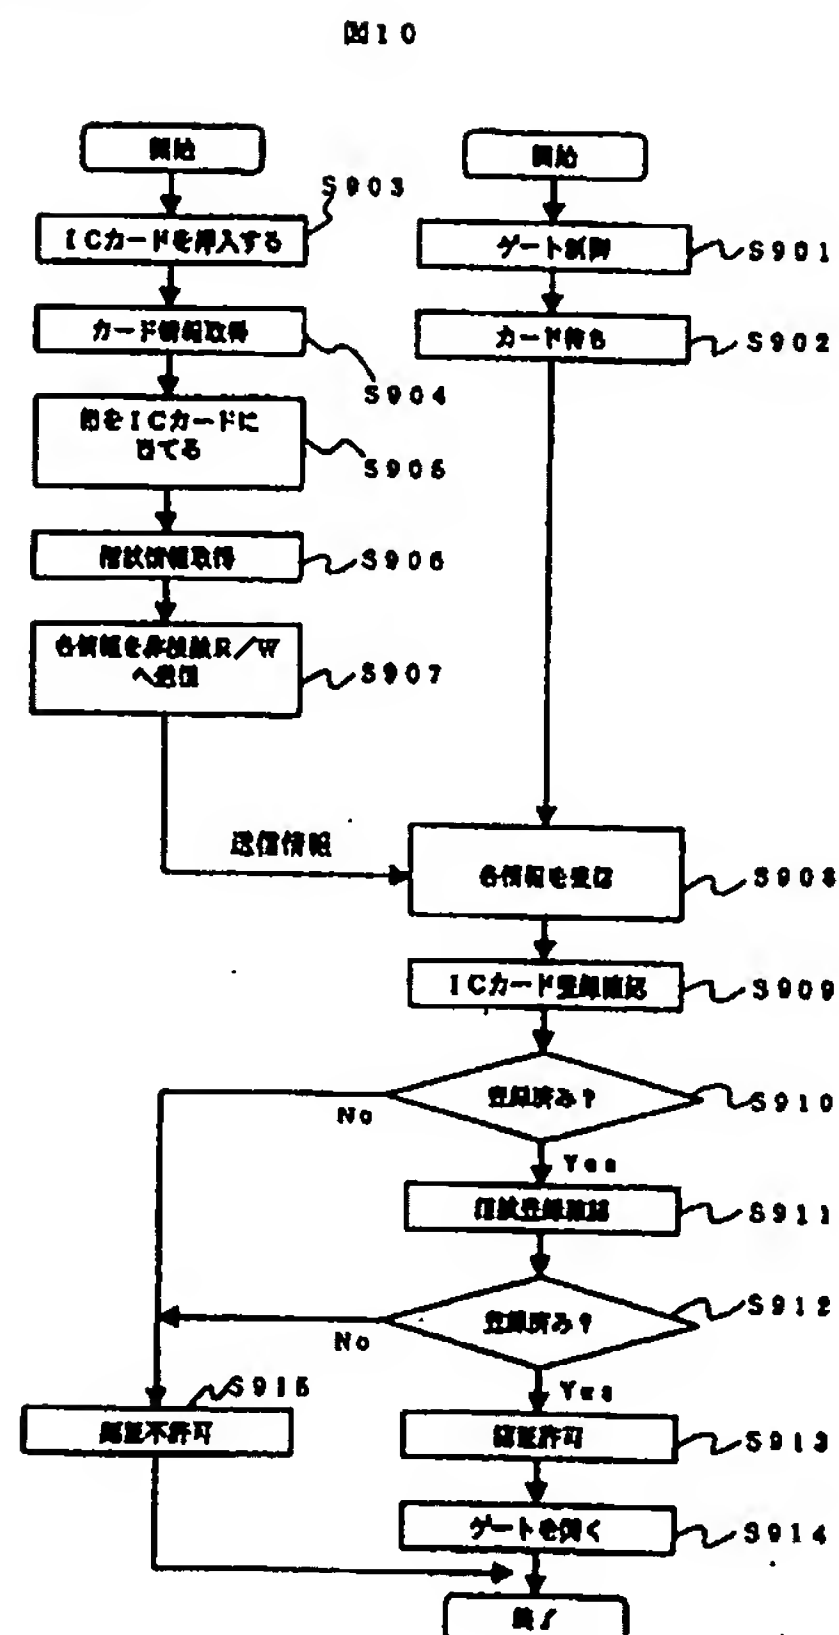 図10
開始
S903
ICカードを挿入する
カード情報取得
S904
指をICカードに
当てる
S905
指紋情報取得
S906
各情報を非接触R/W
へ送信
S907
送信情報
開始
ゲート制御
S901
カード待ち
S902
各情報を受信
S908
ICカード登録確認
S909
登録済み?
S910
No
Yes
指紋登録確認
S911
登録済み?
S912
No
Yes
S915
認証不許可
認証許可
S913
ゲートを開く
S914
終了